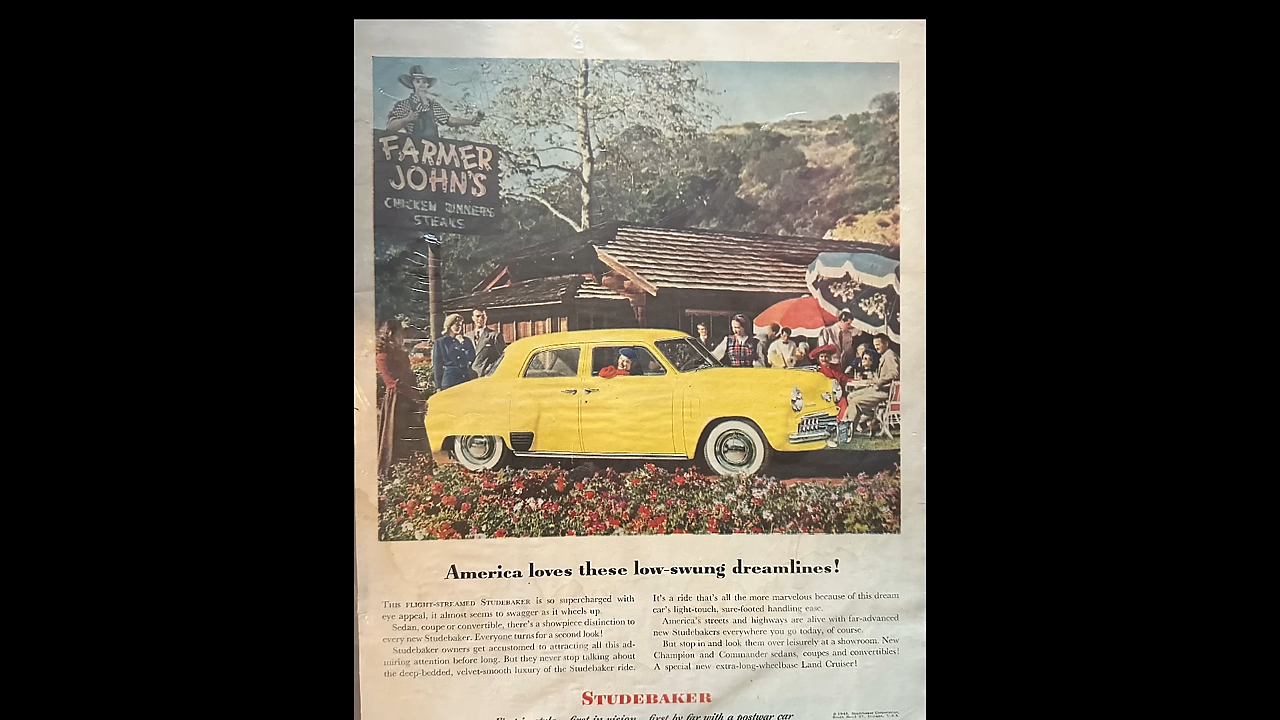 FARMER
JOHN'S
CHICKEN DINNERS
STEAKS
America loves these low-swung dreamlines!
THIS FLIGHT-STREAMED STUDEBAKER is so supercharged with
eye appeal, it almost seems to swagger as it wheels up.
Sedan, coupe or convertible, there's a showpiece distinction to
every new Studebaker. Everyone turns for a second look!
Studebaker owners get accustomed to attracting all this ad-
miring attention before long. But they never stop talking about
the deep-bedded, velvet-smooth luxury of the Studebaker ride.
It's a ride that's all the more marvelous because of this dream
car's light-touch, sure-footed handling ease.
America's streets and highways are alive with far-advanced
new Studebakers everywhere you go today, of course.
But stop in and look them over leisurely at a showroom. New
Champion and Commander sedans, coupes and convertibles!
A special new extra-long-wheelbase Land Cruiser!
STUDEBAKER
First in style... first in vision... first by far with a postwar car